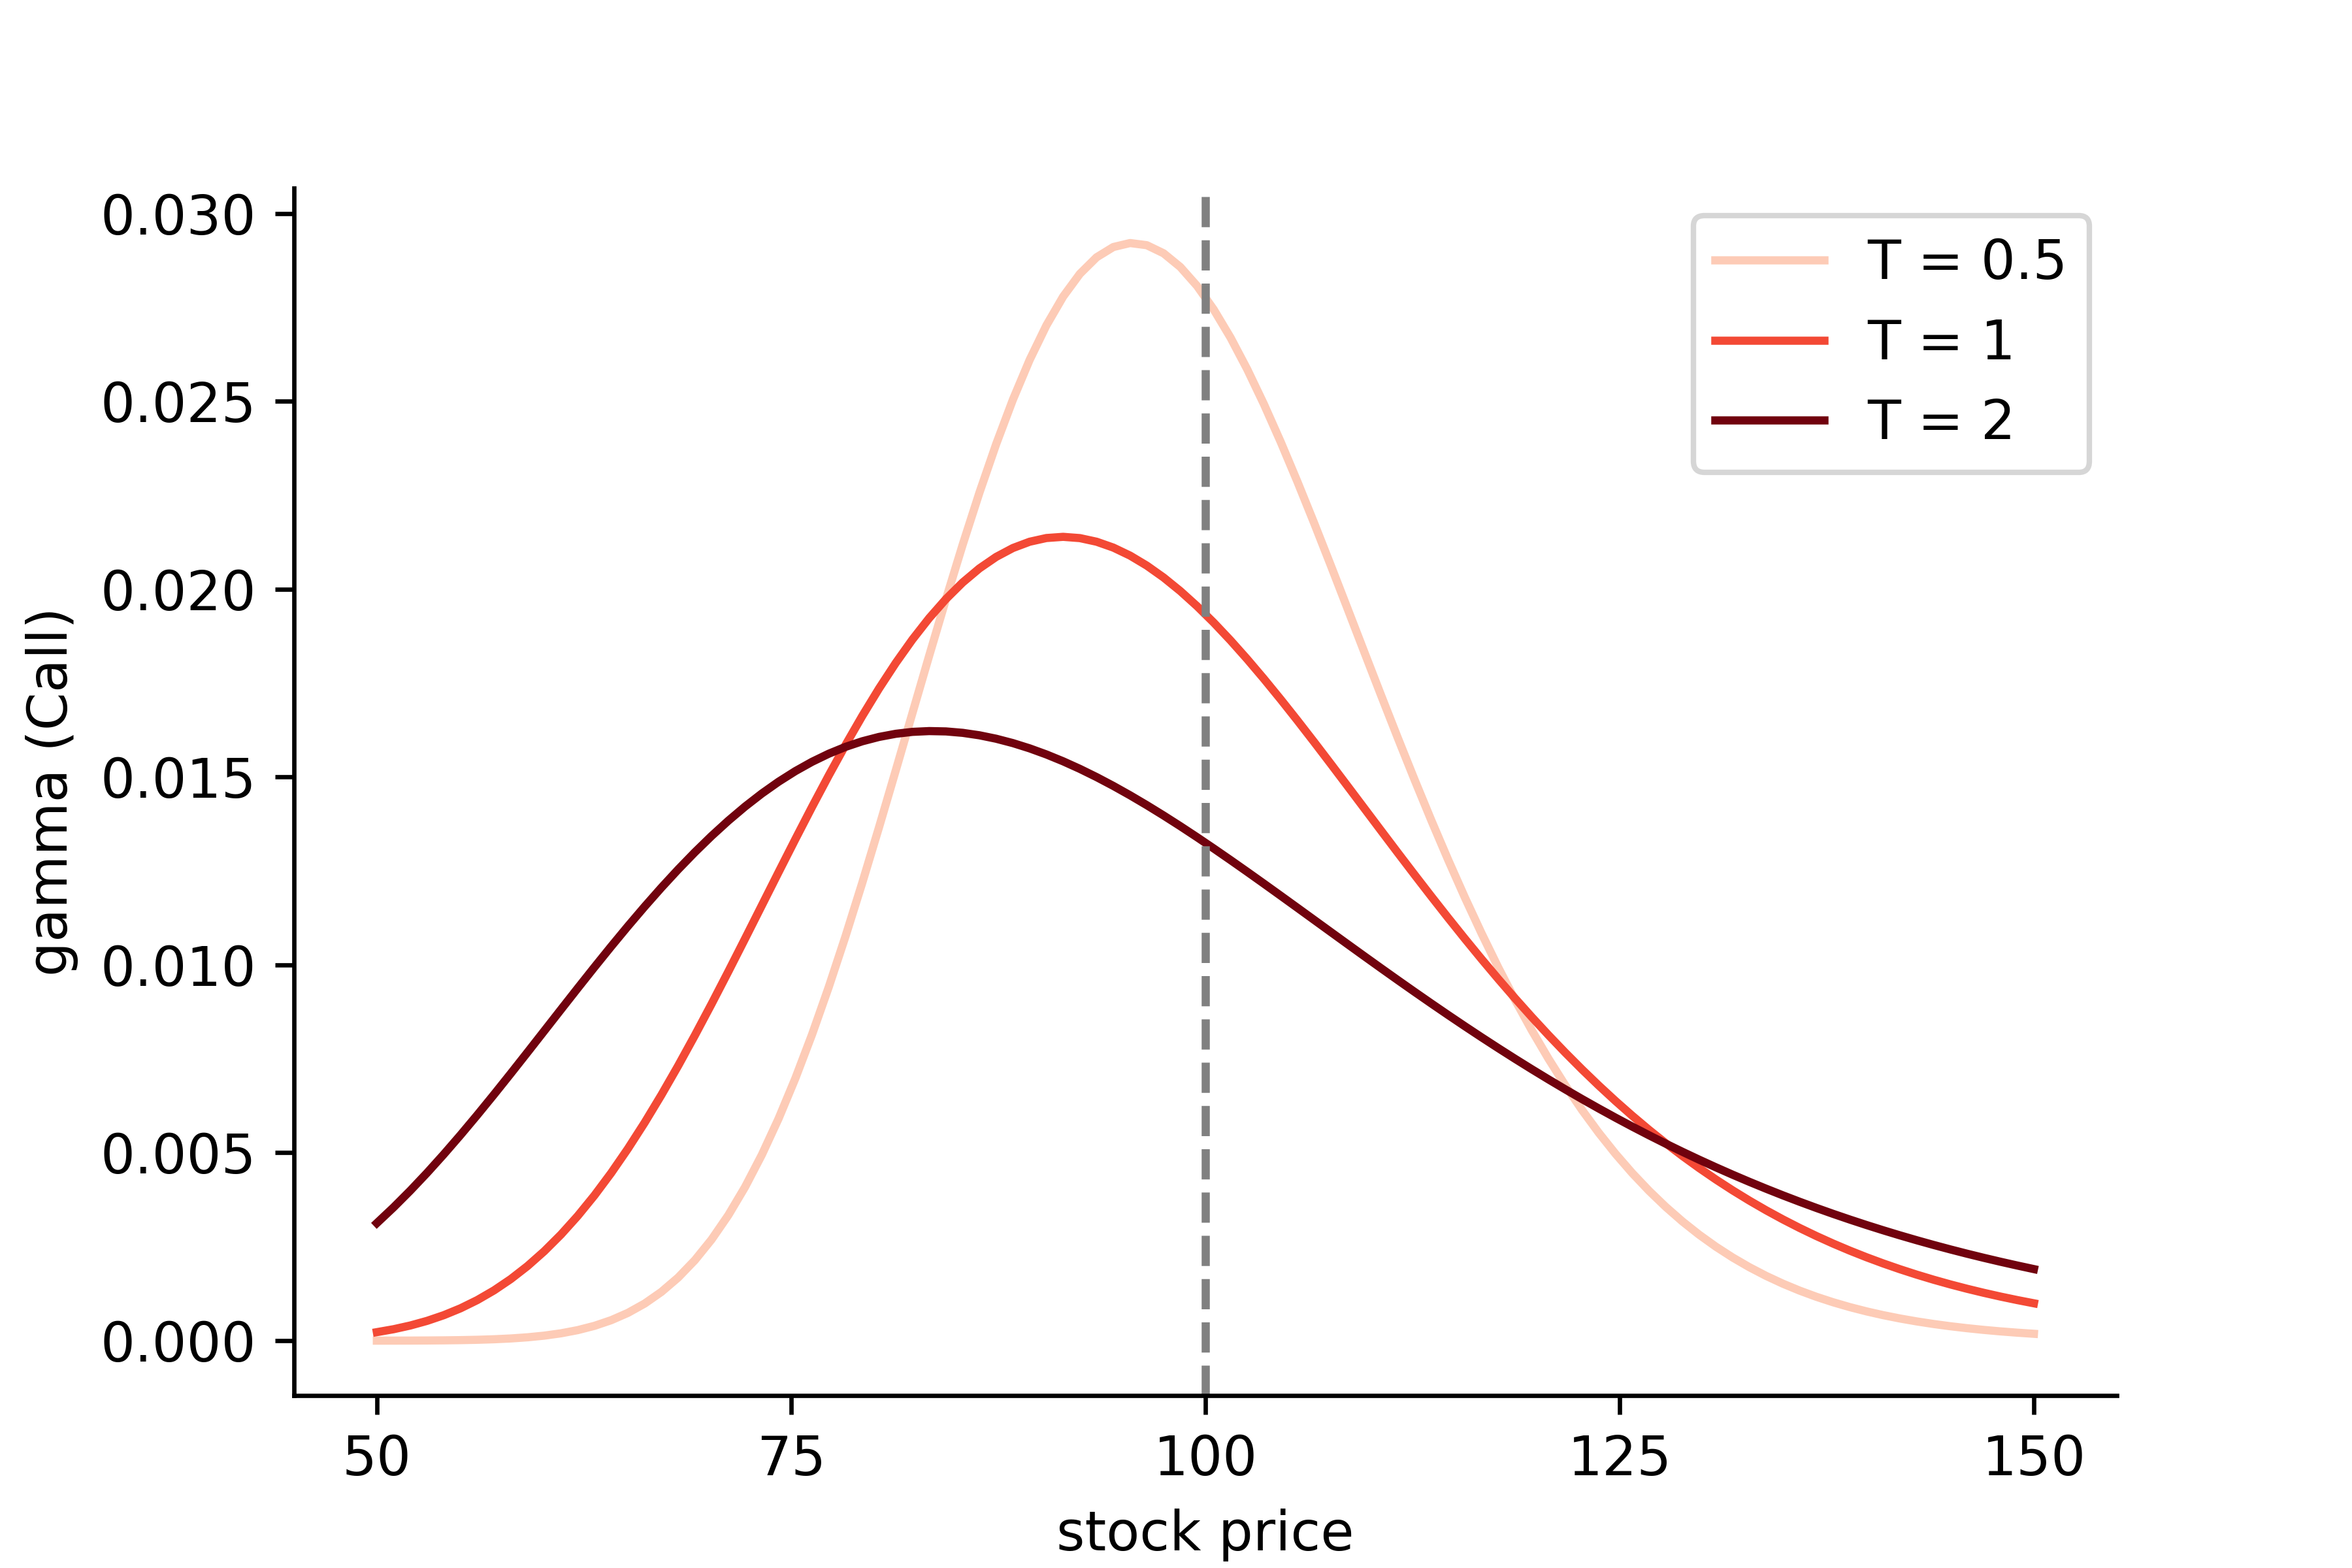 0.030
0.025
0.020
0.015
0.010
0.005
0.000
gamma (Call)
T = 0.5
T = 1
T = 2
50 75 100 125 150
stock price